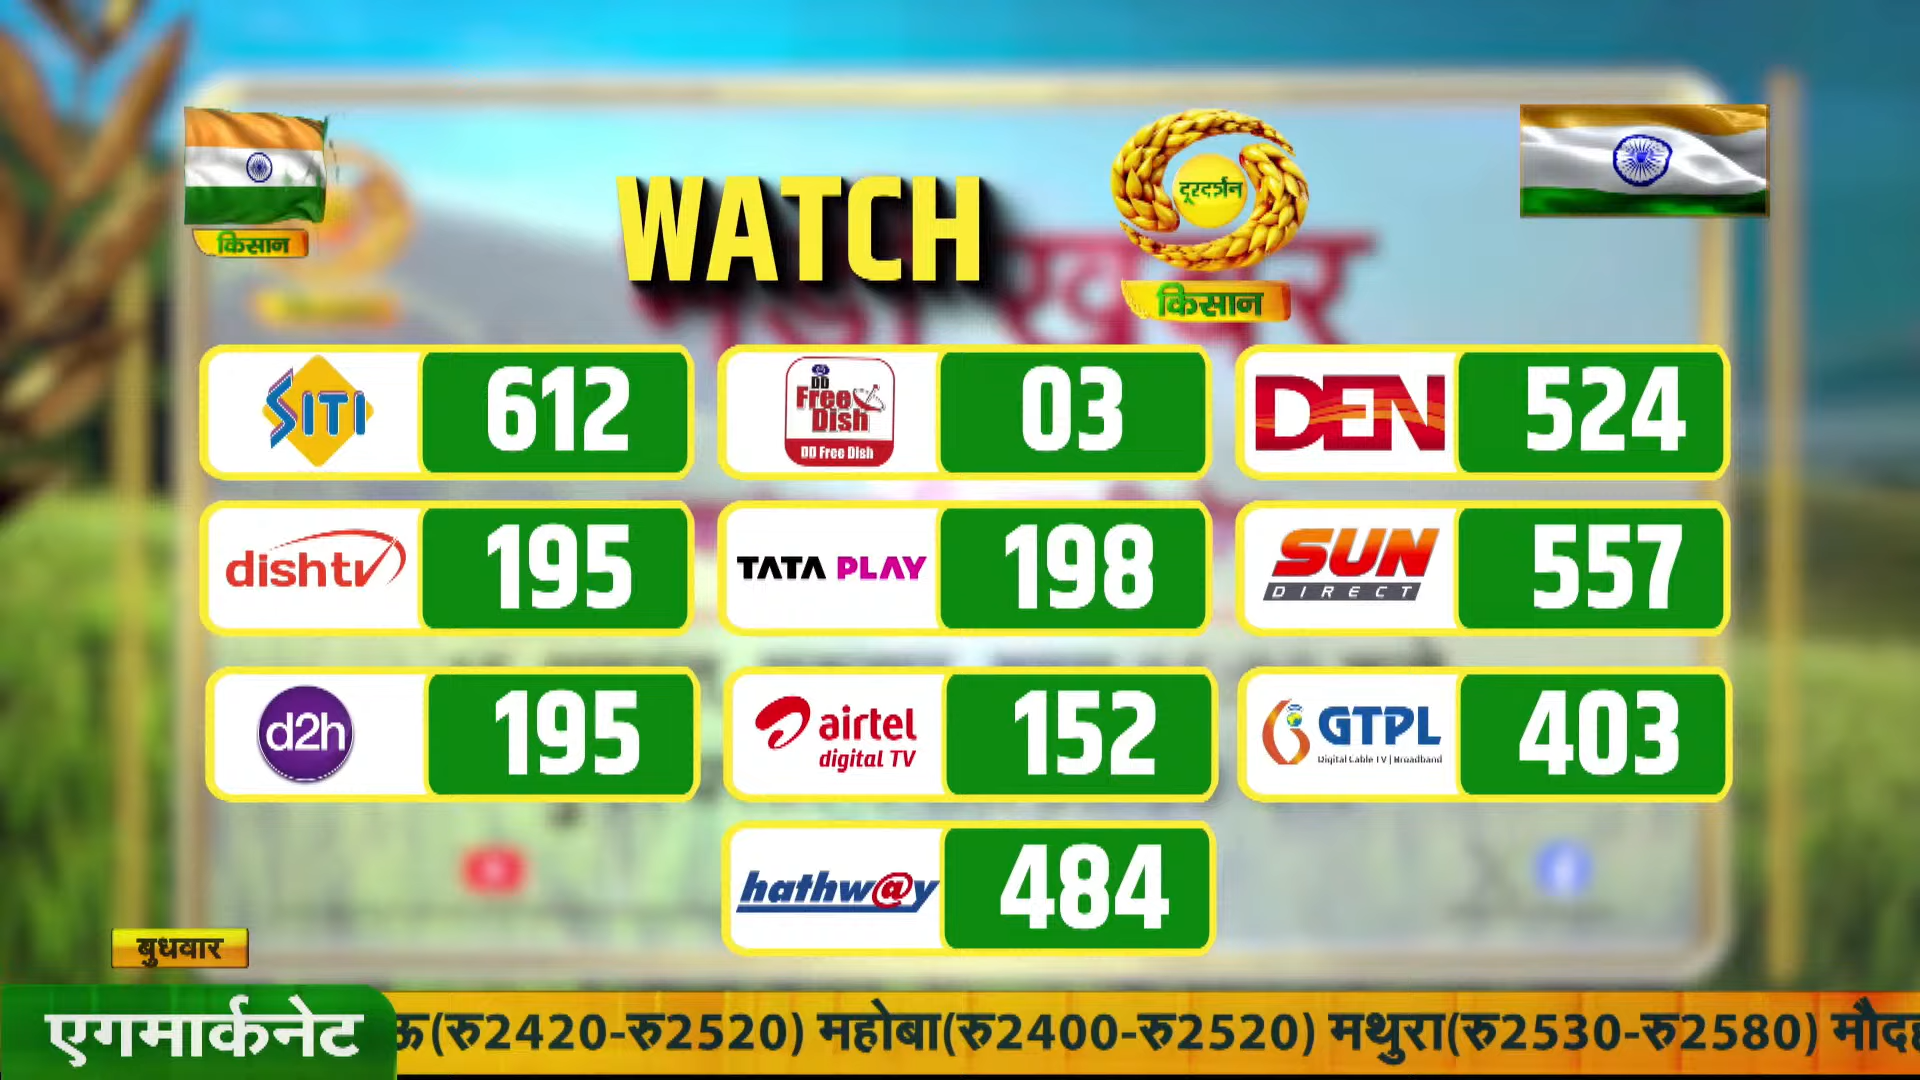 WATCH
दूरदर्शन
किसान
किसान
SITI 612
DD Free Dish DD Free Dish 03
DEN 524
dishtv 195
TATA PLAY 198
SUN DIRECT 557
d2h 195
airtel digital TV 152
GTPL Digital Cable TV | Broadband 403
hathw@y 484
बुधवार
एगमार्कनेट
ऊ(रु2420-रु2520) महोबा(रु2400-रु2520) मथुरा(रु2530-रु2580)